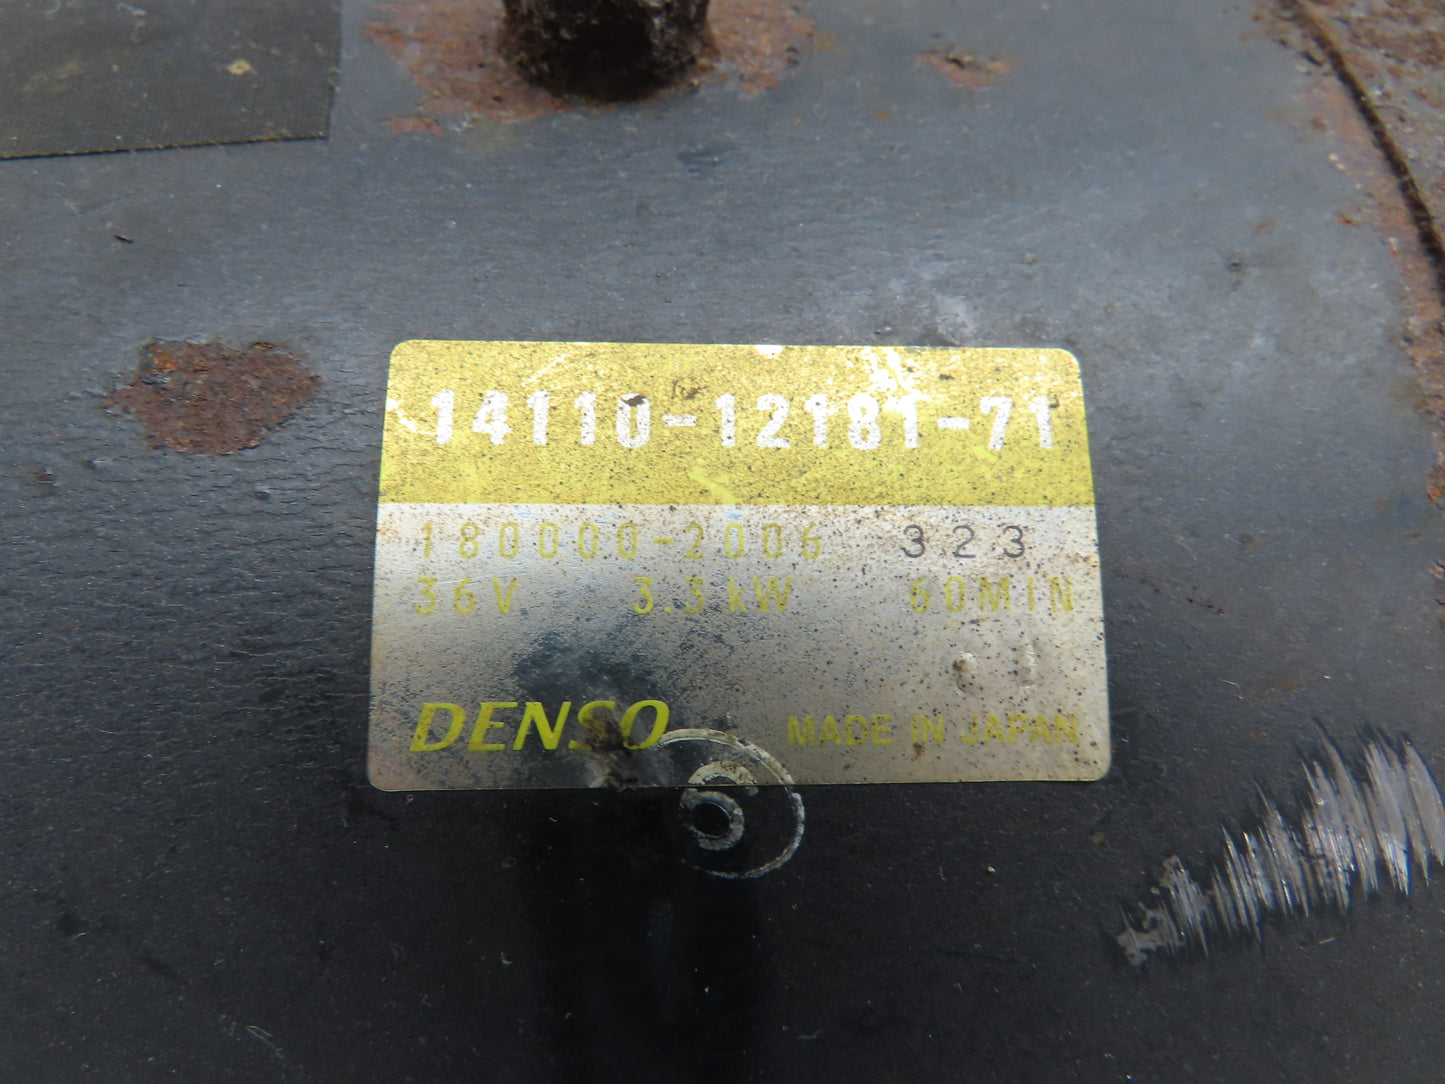 14110-12181-71
180000-2006 323
36V 3.3kW 60MIN
DENSO MADE IN JAPAN